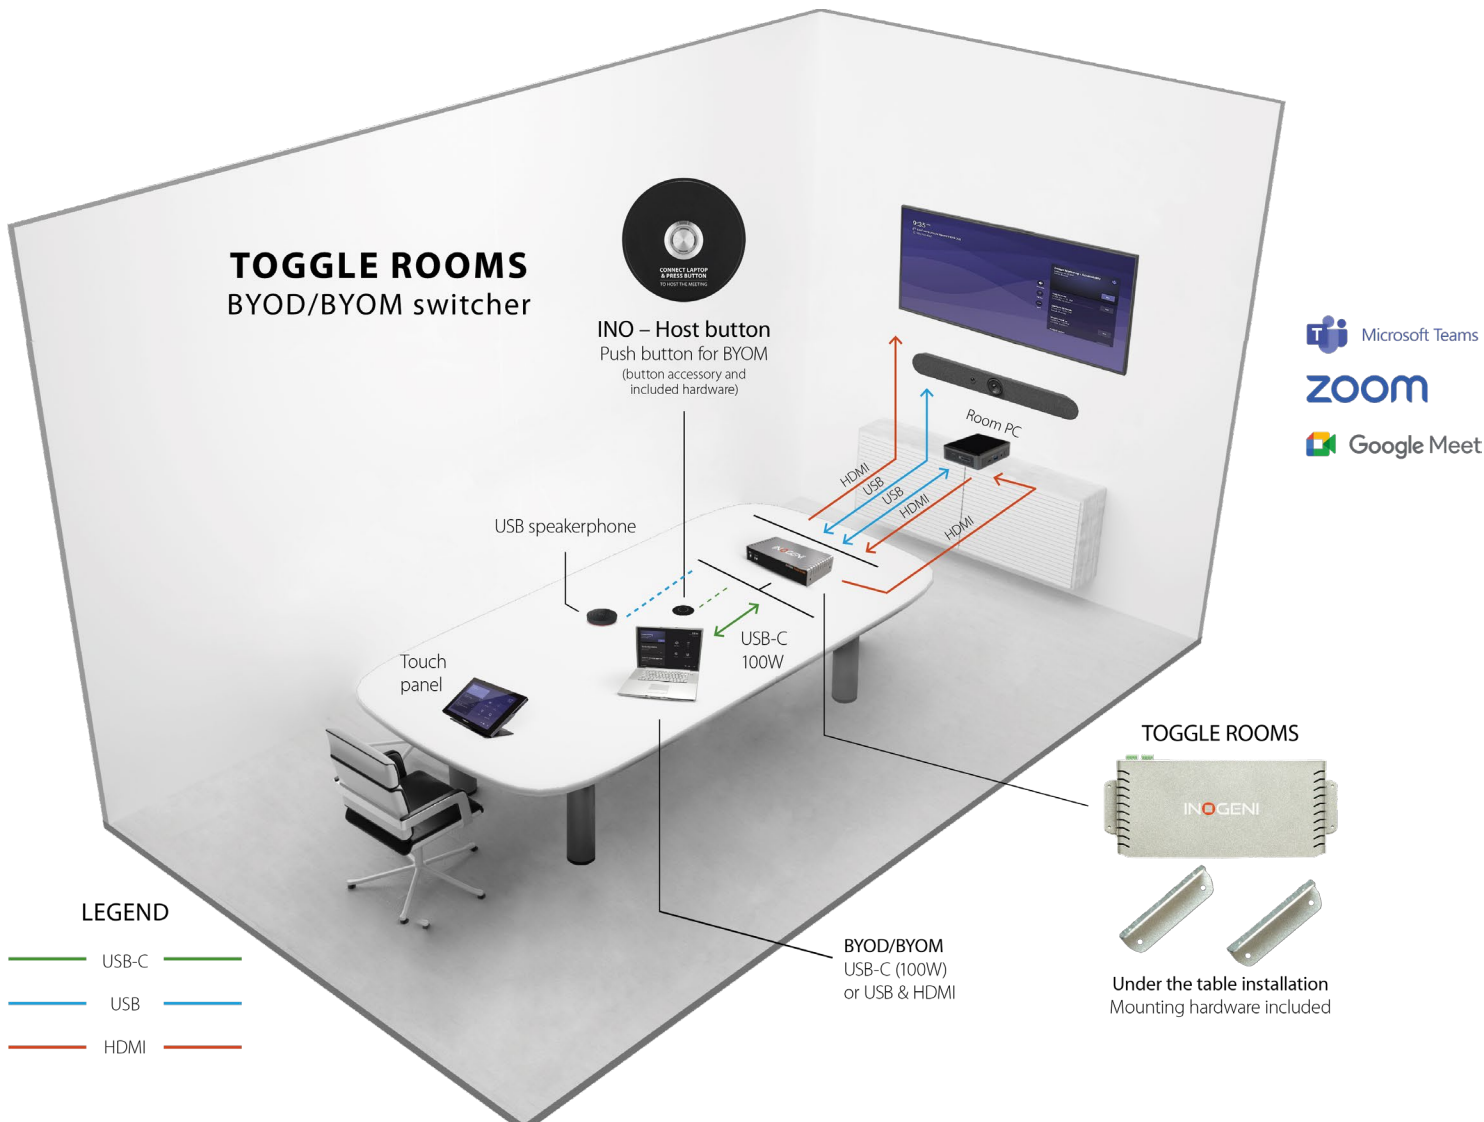 TOGGLE ROOMS
BYOD/BYOM switcher
CONNECT LAPTOP
& PRESS BUTTON
TO HOST THE MEETING
INO – Host button
Push button for BYOM
(button accessory and
included hardware)
9:35
Microsoft Teams
zoom
Google Meet
Room PC
HDMI
USB
USB
HDMI
HDMI
USB speakerphone
INOGENI
USB-C
100W
Touch
panel
TOGGLE ROOMS
INOGENI
Under the table installation
Mounting hardware included
BYOD/BYOM
USB-C (100W)
or USB & HDMI
LEGEND
USB-C
USB
HDMI